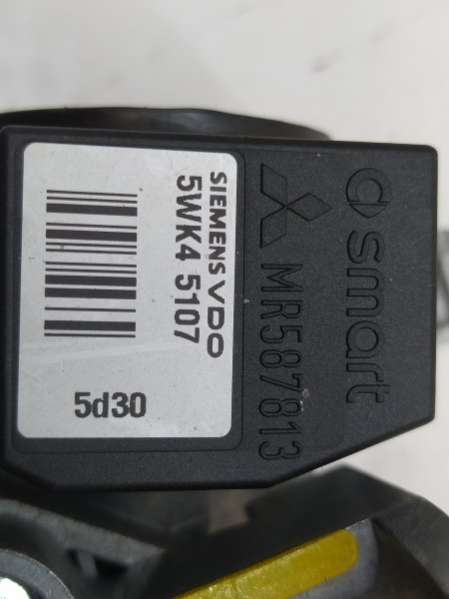 smart
MR587813
SIEMENS VDO
5WK4 5107
5d30